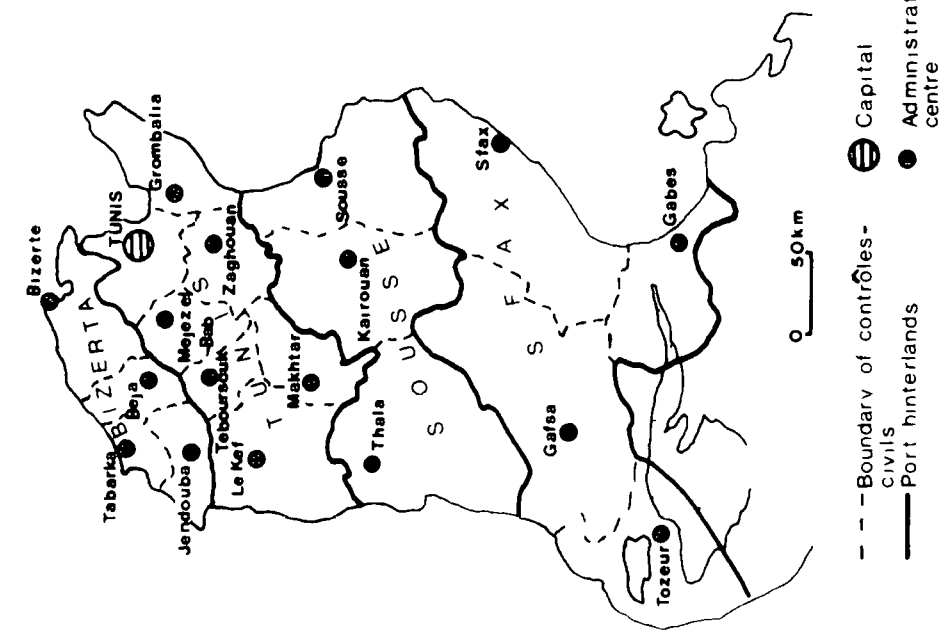 Bizerte
TUNIS
Grombalia
BIZERTA
Tabarka
Beja
Mejez el
Bab
Zaghouan
Jendouba
Teboursouk
TUNIS
Le Kef
Makhtar
Sousse
Kairouan
Thala
SOUSSE
Sfax
SFAX
Gafsa
Gabes
Tozeur
0 50km
Boundary of contrôles-
civils
Port hinterlands
Capital
Administrat
centre